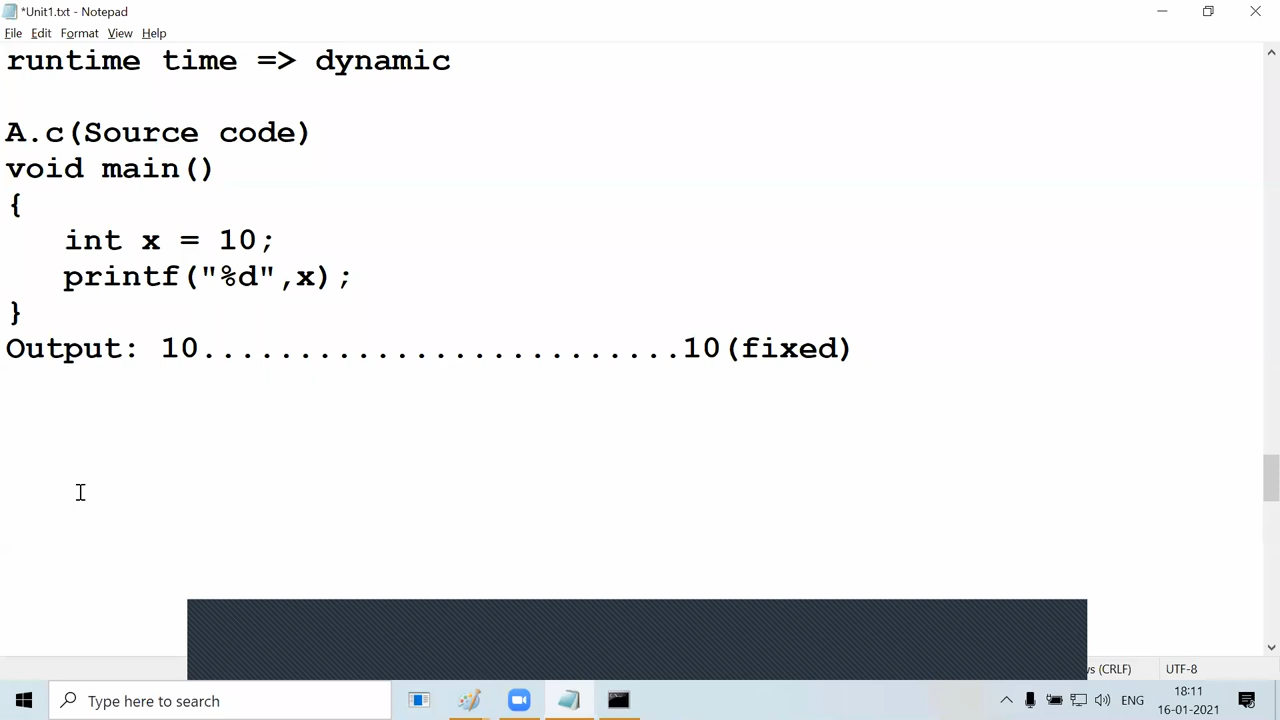 *Unit1.txt - Notepad
File Edit Format View Help
runtime time => dynamic
A.c(Source code)
void main()
{
int x = 10;
printf("%d",x);
}
Output: 10.........................10(fixed)
(CRLF) UTF-8
Type here to search
ENG
18:11
16-01-2021